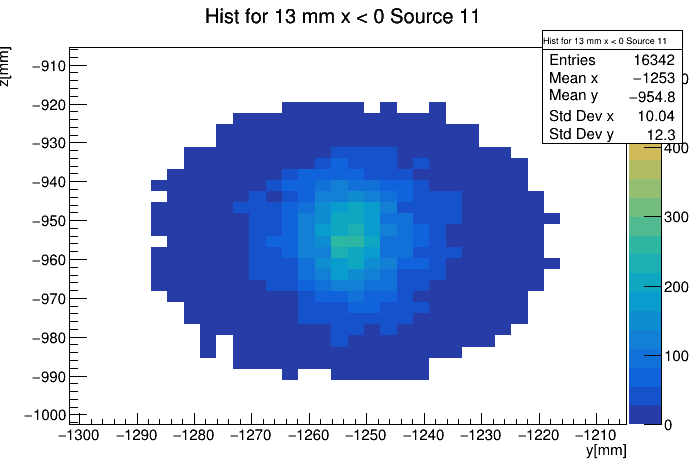 Hist for 13 mm x < 0 Source 11
z[mm]
Hist for 13 mm x < 0 Source 11
Entries 16342
Mean x −1253
Mean y −954.8
Std Dev x 10.04
Std Dev y 12.3
−910
−920
−930
−940
−950
−960
−970
−980
−990
−1000
0
400
300
200
100
0
−1300 −1290 −1280 −1270 −1260 −1250 −1240 −1230 −1220 −1210
y[mm]